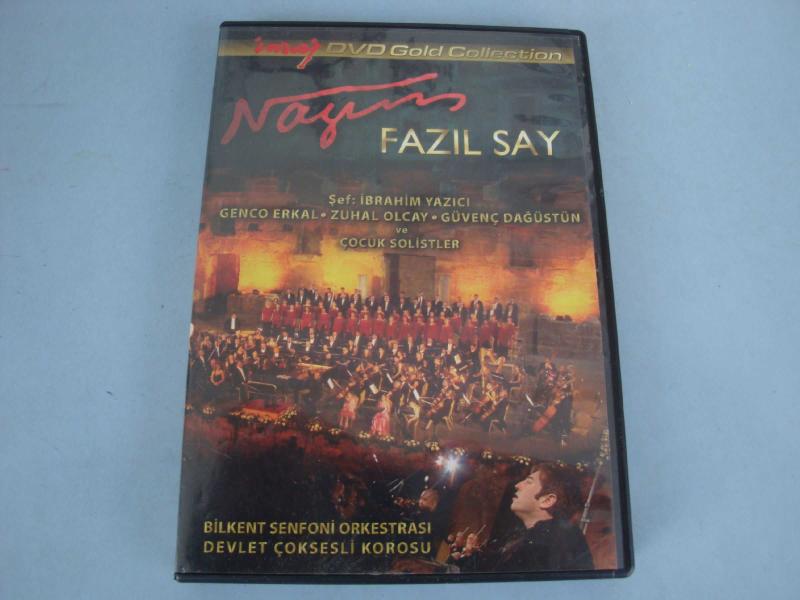 DVD Gold Collection
Nâzım
FAZIL SAY
Şef: İBRAHİM YAZICI
GENCO ERKAL • ZUHAL OLCAY • GÜVENÇ DAĞÜSTÜN
ve
ÇOCUK SOLİSTLER
BİLKENT SENFONİ ORKESTRASI
DEVLET ÇOKSESLİ KOROSU